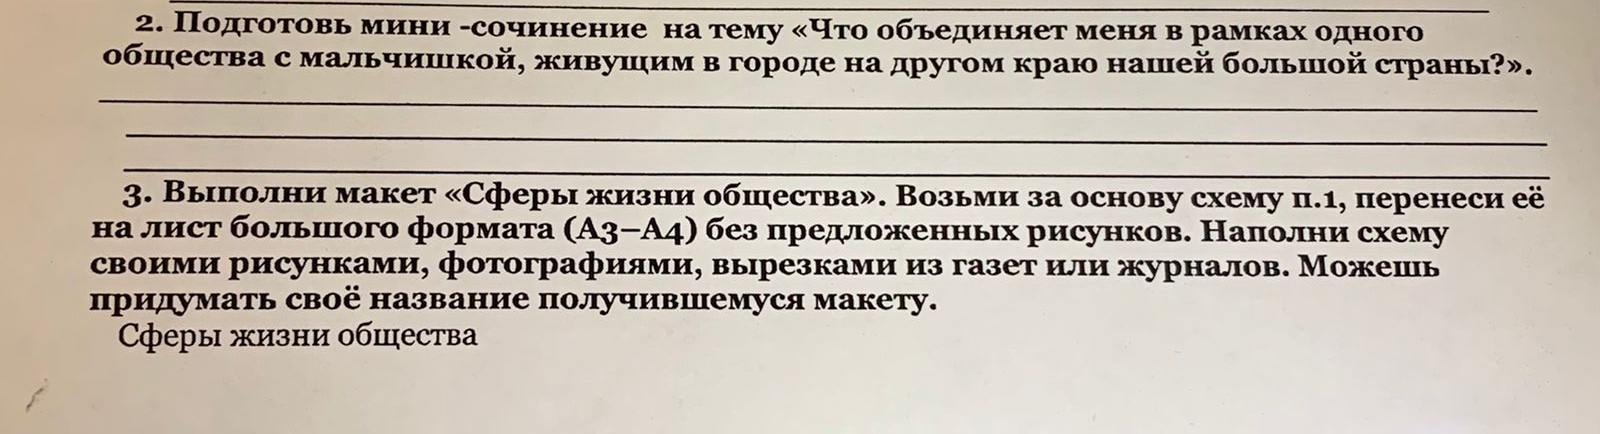 2. Подготовь мини -сочинение на тему «Что объединяет меня в рамках одного
общества с мальчишкой, живущим в городе на другом краю нашей большой страны?».
3. Выполни макет «Сферы жизни общества». Возьми за основу схему п.1, перенеси её
на лист большого формата (А3–А4) без предложенных рисунков. Наполни схему
своими рисунками, фотографиями, вырезками из газет или журналов. Можешь
придумать своё название получившемуся макету.
Сферы жизни общества